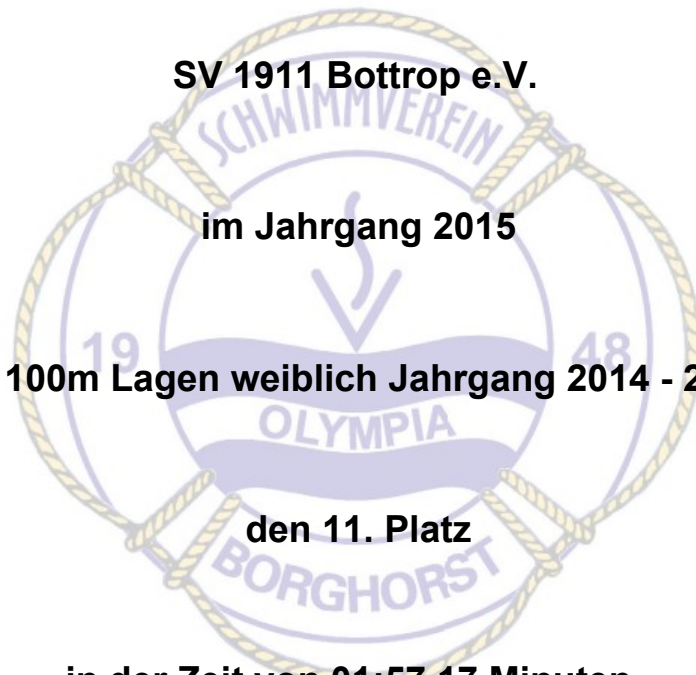 SV 1911 Bottrop e.V.
SCHWIMMVEREIN
im Jahrgang 2015
19 48
100m Lagen weiblich Jahrgang 2014 - 2
OLYMPIA
den 11. Platz
BORGHORST
in der Zeit von 01:57,17 Minuten